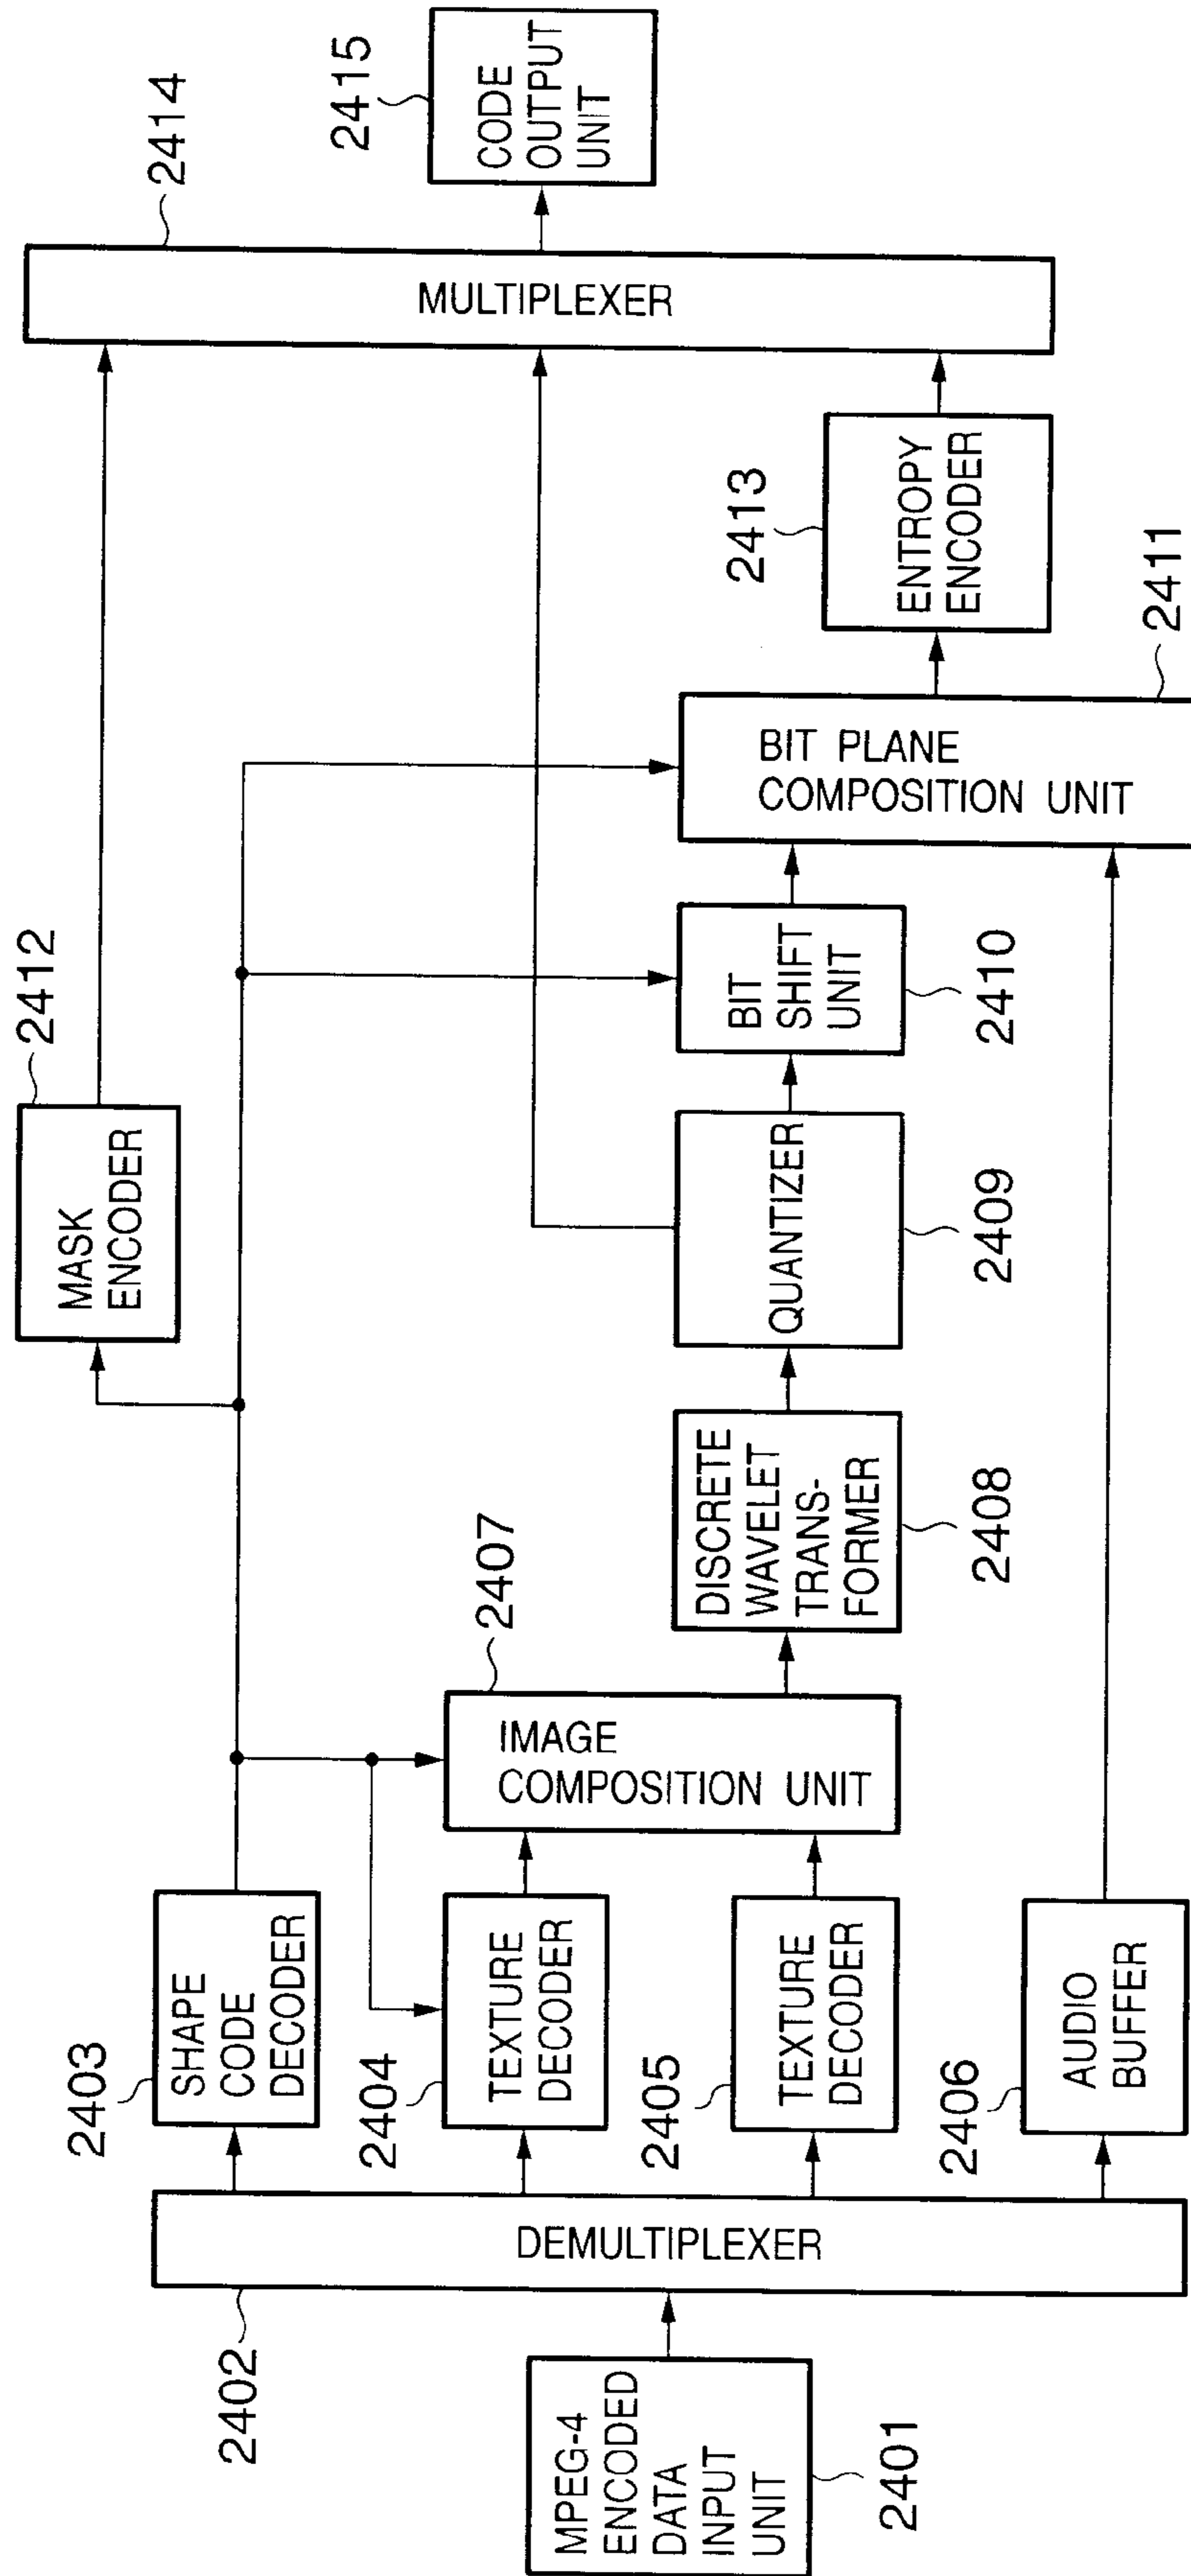 MPEG-4
ENCODED
DATA
INPUT
UNIT
2401
2402
DEMULTIPLEXER
2403
SHAPE
CODE
DECODER
2404
TEXTURE
DECODER
2405
TEXTURE
DECODER
2406
AUDIO
BUFFER
2407
IMAGE
COMPOSITION UNIT
DISCRETE
WAVELET
TRANS-
FORMER
2408
QUANTIZER
2409
BIT
SHIFT
UNIT
2410
BIT PLANE
COMPOSITION UNIT
2411
MASK
ENCODER
2412
2413
ENTROPY
ENCODER
MULTIPLEXER
2414
2415
CODE
OUTPUT
UNIT